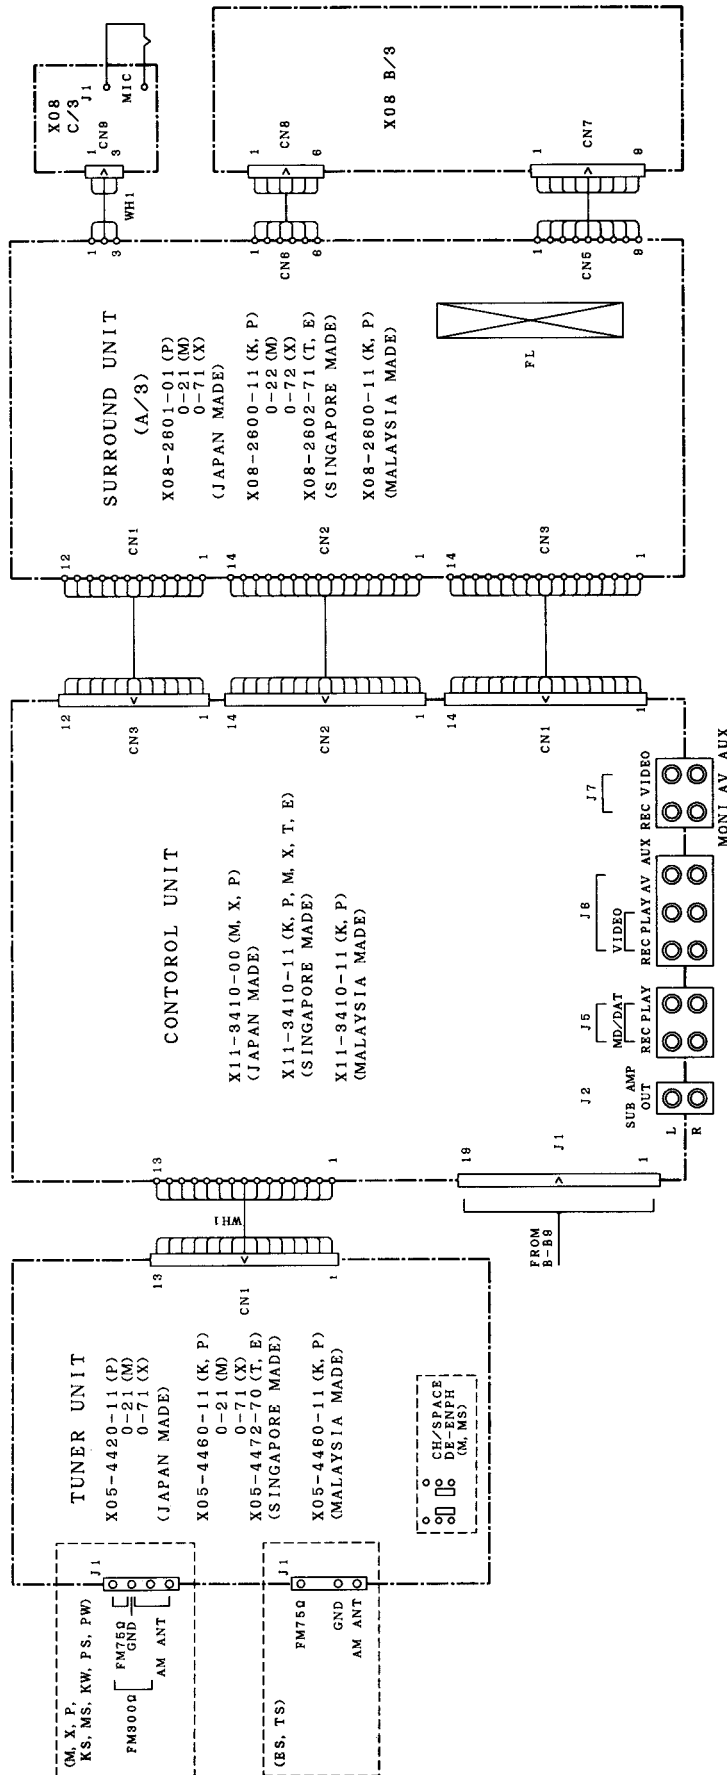 (M, X, P,
KS, MS, KW, PS, PW)
J1
FM75Ω
GND
FM300Ω
AM ANT
(ES, TS)
J1
FM75Ω
GND
AM ANT
TUNER UNIT
X05-4420-11 (P)
0-21 (M)
0-71 (X)
(JAPAN MADE)
X05-4460-11 (K, P)
0-21 (M)
0-71 (X)
X05-4472-70 (T, E)
(SINGAPORE MADE)
X05-4460-11 (K, P)
(MALAYSIA MADE)
CH/SPACE
DE-ENPH
(M, MS)
13
CN1
1
WH1
13
1
FROM
B-B9
19
J1
1
CONTOROL UNIT
X11-3410-00 (M, X, P)
(JAPAN MADE)
X11-3410-11 (K, P, M, X, T, E)
(SINGAPORE MADE)
X11-3410-11 (K, P)
(MALAYSIA MADE)
J2
SUB AMP
OUT
L
R
J5
MD/DAT
REC PLAY
J6
VIDEO
REC PLAY AV AUX
J7
REC VIDEO
MONI AV AUX
12
CN3
1
14
CN2
1
14
CN1
1
12
CN1
1
14
CN2
1
14
CN3
1
SURROUND UNIT
(A/3)
X08-2601-01 (P)
0-21 (M)
0-71 (X)
(JAPAN MADE)
X08-2600-11 (K, P)
0-22 (M)
0-72 (X)
X08-2602-71 (T, E)
(SINGAPORE MADE)
X08-2600-11 (K, P)
(MALAYSIA MADE)
FL
1
3
WH1
1
CN6
6
1
CN5
9
X08
C/3
1
CN9
3
J1
MIC
X08 B/3
1
CN8
6
1
CN7
9